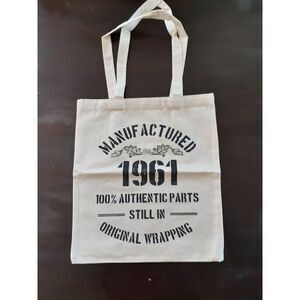 MANUFACTURED
1961
100% AUTHENTIC PARTS
STILL IN
ORIGINAL WRAPPING